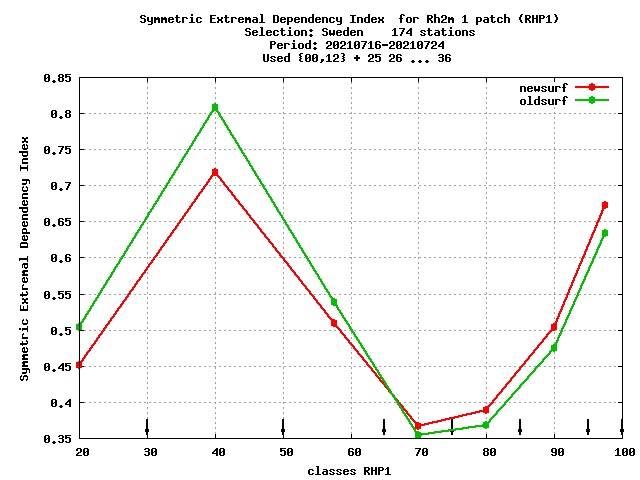 Symmetric Extremal Dependency Index  for Rh2m 1 patch (RHP1)
Selection: Sweden    174 stations
Period: 20210716-20210724
Used {00,12} + 25 26 ... 36
newsurf
oldsurf
Symmetric Extremal Dependency Index
0.85
0.8
0.75
0.7
0.65
0.6
0.55
0.5
0.45
0.4
0.35
20 30 40 50 60 70 80 90 100
classes RHP1